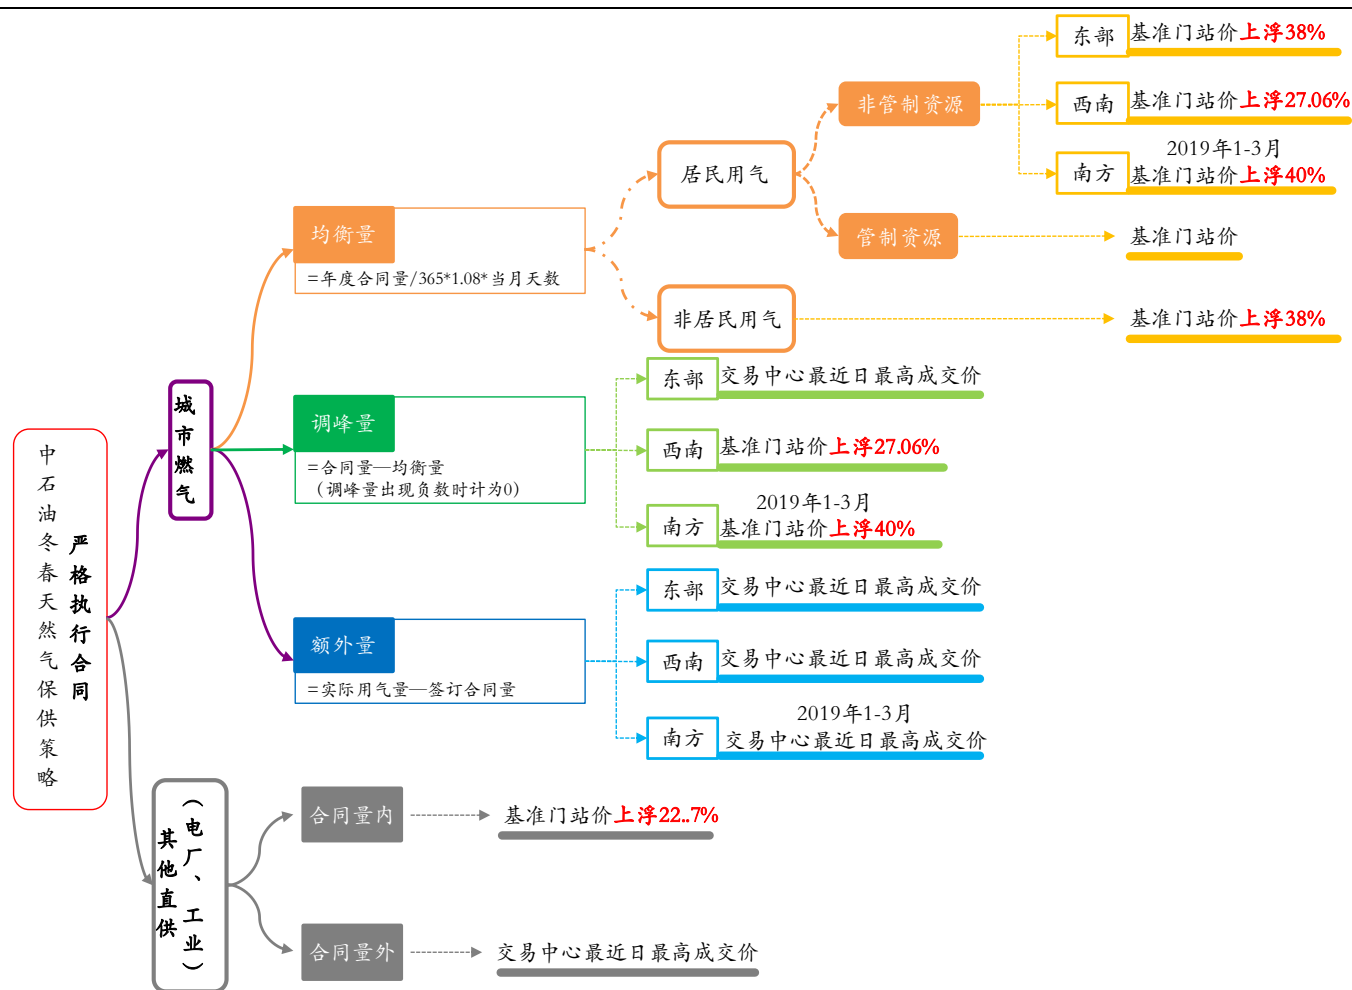 中石油冬春天然气保供策略
严格执行合同
城市燃气
均衡量
=年度合同量/365*1.08*当月天数
居民用气
非管制资源
东部
基准门站价上浮38%
西南
基准门站价上浮27.06%
南方
2019年1-3月
基准门站价上浮40%
管制资源
基准门站价
非居民用气
基准门站价上浮38%
调峰量
=合同量—均衡量
（调峰量出现负数时计为0）
东部
交易中心最近日最高成交价
西南
基准门站价上浮27.06%
南方
2019年1-3月
基准门站价上浮40%
额外量
=实际用气量—签订合同量
东部
交易中心最近日最高成交价
西南
交易中心最近日最高成交价
南方
2019年1-3月
交易中心最近日最高成交价
其他直供
（电厂、工业）
合同量内
基准门站价上浮22..7%
合同量外
交易中心最近日最高成交价